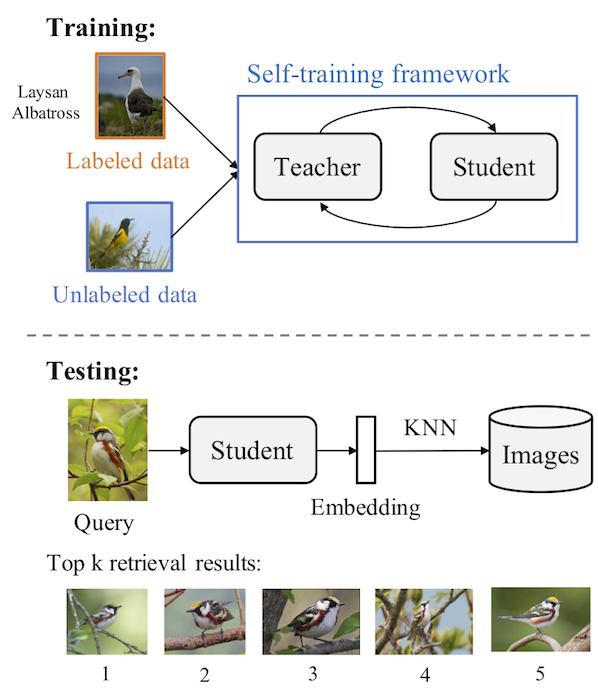 Training:
Self-training framework
Laysan
Albatross
Labeled data
Teacher
Student
Unlabeled data
Testing:
Student
KNN
Images
Embedding
Query
Top k retrieval results:
1
2
3
4
5